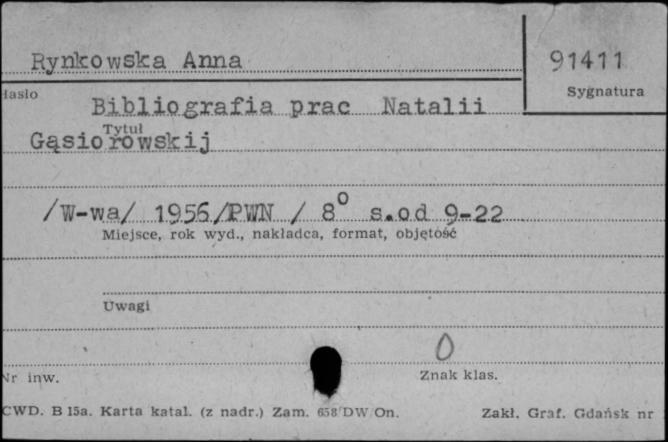 Rynkowska Anna
91411
Hasło
Sygnatura
Bibliografia prac Natalii
Tytuł
Gąsiorowskij
/W-wa/ 1956/PWN / 8⁰ s.od 9-22
Miejsce, rok wyd., nakładca, format, objętość
Uwagi
0
Nr inw.
Znak klas.
CWD. B 15a. Karta katal. (z nadr.) Zam. 658/DW/On.
Zakł. Graf. Gdańsk nr